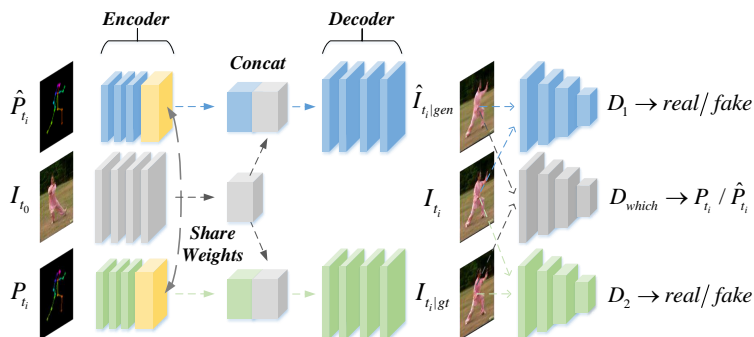 Encoder
Decoder
Concat
P̂_{t_i}
Î_{t_i|gen}
D_1 → real/fake
I_{t_0}
I_{t_i}
D_{which} → P_{t_i} / P̂_{t_i}
Share
Weights
P_{t_i}
I_{t_i|gt}
D_2 → real/fake